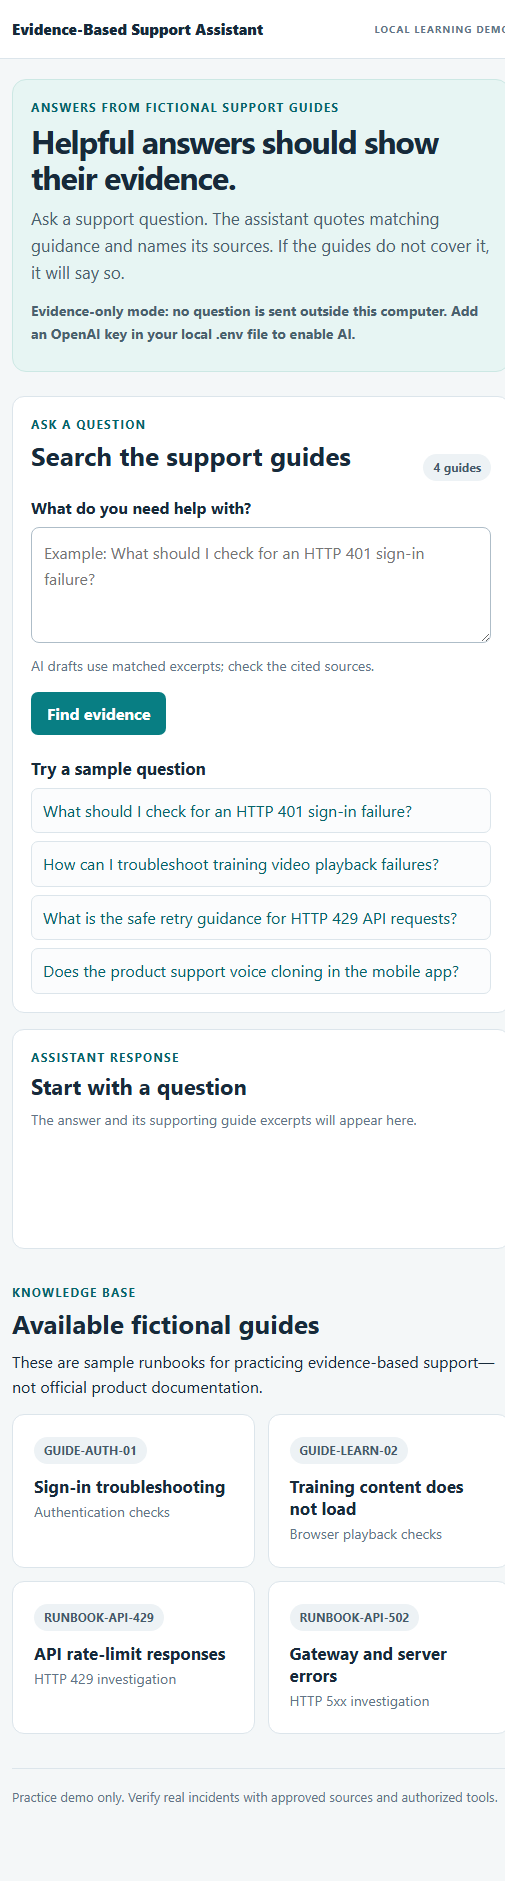 Evidence-Based Support Assistant
LOCAL LEARNING DEMO
ANSWERS FROM FICTIONAL SUPPORT GUIDES
Helpful answers should show
their evidence.
Ask a support question. The assistant quotes matching
guidance and names its sources. If the guides do not cover it,
it will say so.
Evidence-only mode: no question is sent outside this computer. Add
an OpenAI key in your local .env file to enable AI.
ASK A QUESTION
Search the support guides
4 guides
What do you need help with?
Example: What should I check for an HTTP 401 sign-in
failure?
AI drafts use matched excerpts; check the cited sources.
Find evidence
Try a sample question
What should I check for an HTTP 401 sign-in failure?
How can I troubleshoot training video playback failures?
What is the safe retry guidance for HTTP 429 API requests?
Does the product support voice cloning in the mobile app?
ASSISTANT RESPONSE
Start with a question
The answer and its supporting guide excerpts will appear here.
KNOWLEDGE BASE
Available fictional guides
These are sample runbooks for practicing evidence-based support—
not official product documentation.
GUIDE-AUTH-01
Sign-in troubleshooting
Authentication checks
GUIDE-LEARN-02
Training content does
not load
Browser playback checks
RUNBOOK-API-429
API rate-limit responses
HTTP 429 investigation
RUNBOOK-API-502
Gateway and server
errors
HTTP 5xx investigation
Practice demo only. Verify real incidents with approved sources and authorized tools.